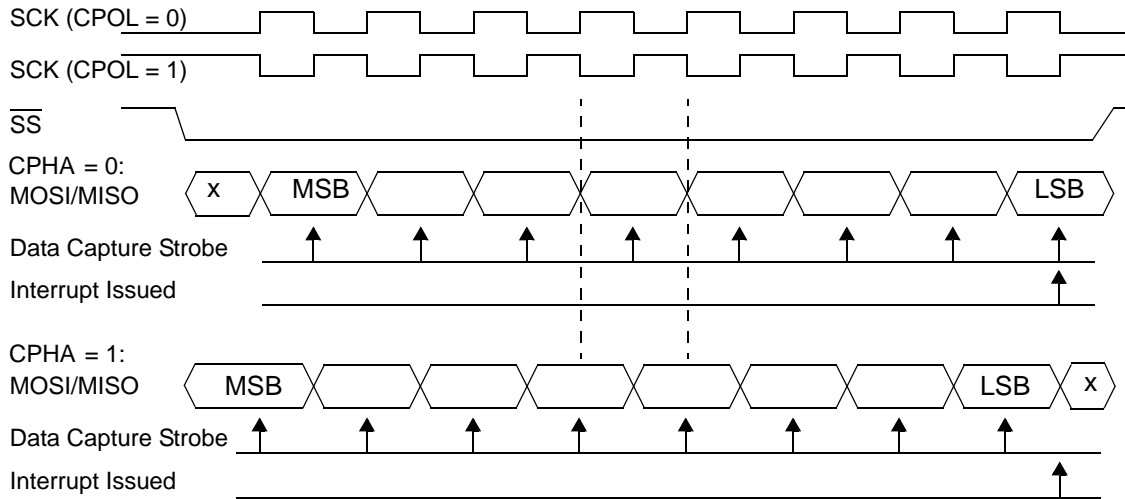 SCK (CPOL = 0)
SCK (CPOL = 1)
SS
CPHA = 0:
MOSI/MISO
x MSB LSB
Data Capture Strobe
Interrupt Issued
CPHA = 1:
MOSI/MISO
MSB LSB x
Data Capture Strobe
Interrupt Issued